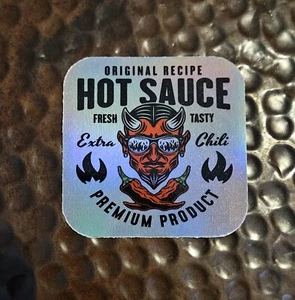 ORIGINAL RECIPE
HOT SAUCE
FRESH TASTY
Extra Chili
PREMIUM PRODUCT